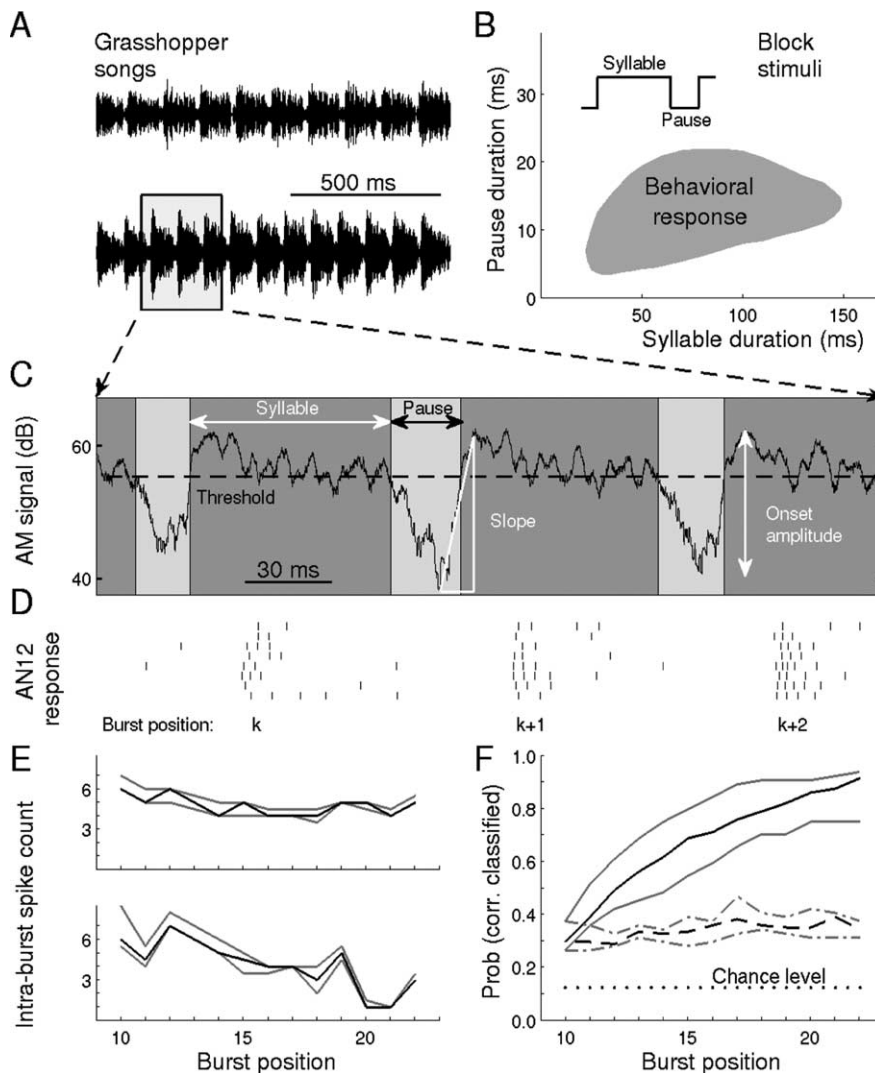 A
Grasshopper
songs
500 ms
B
Block
stimuli
Syllable
Pause
Behavioral
response
Pause duration (ms)
30
20
10
0
50
100
150
Syllable duration (ms)
C
AM signal (dB)
60
40
Syllable
Pause
Threshold
Slope
Onset
amplitude
30 ms
D
AN12
response
Burst position:
k
k+1
k+2
E
Intra-burst spike count
6
3
6
3
10
15
20
Burst position
F
Prob (corr. classified)
1.0
0.8
0.6
0.4
0.2
0.0
Chance level
10
15
20
Burst position